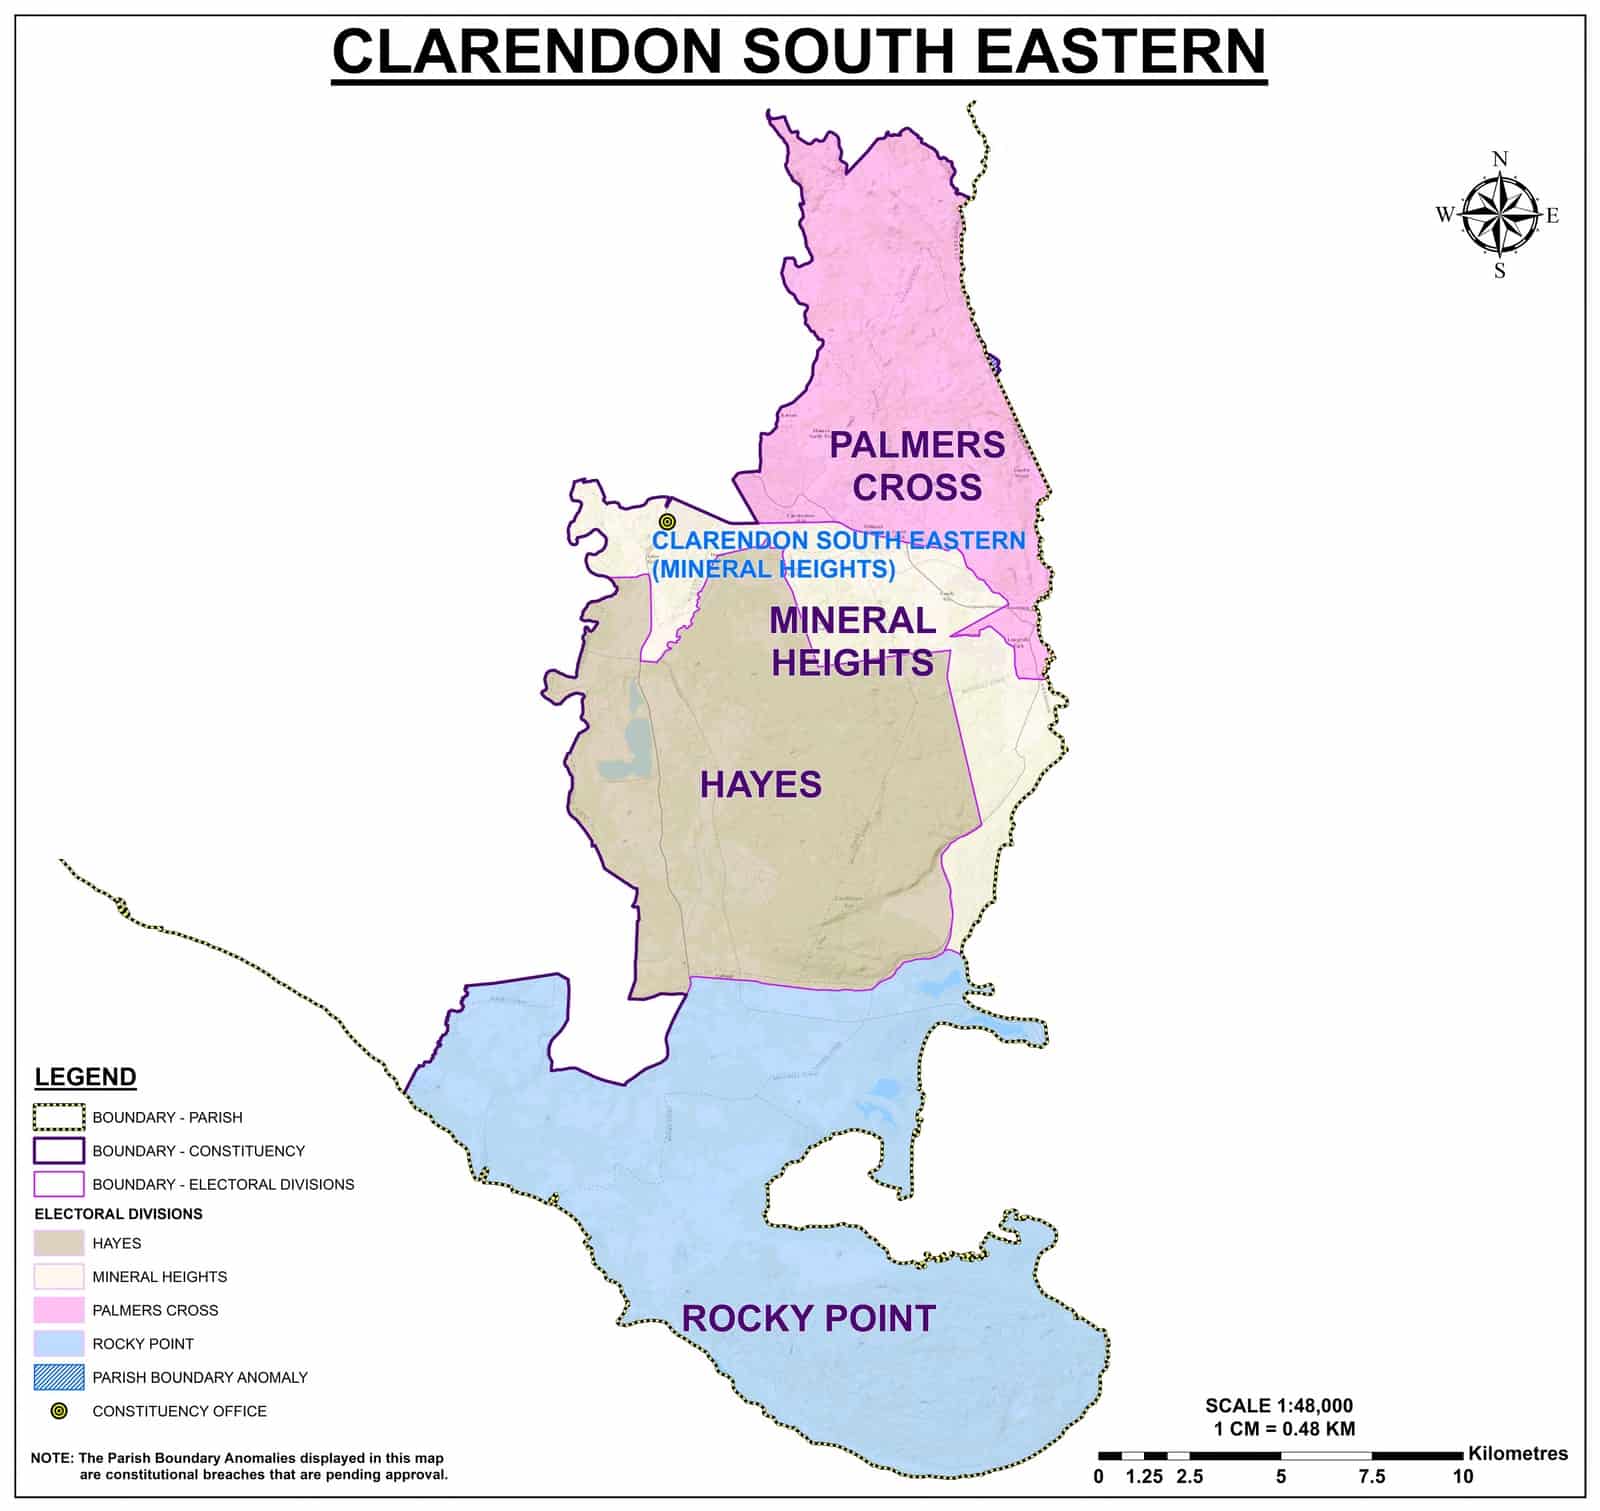 CLARENDON SOUTH EASTERN
N
W
E
S
PALMERS
CROSS
CLARENDON SOUTH EASTERN
(MINERAL HEIGHTS)
MINERAL
HEIGHTS
HAYES
ROCKY POINT
LEGEND
BOUNDARY - PARISH
BOUNDARY - CONSTITUENCY
BOUNDARY - ELECTORAL DIVISIONS
ELECTORAL DIVISIONS
HAYES
MINERAL HEIGHTS
PALMERS CROSS
ROCKY POINT
PARISH BOUNDARY ANOMALY
CONSTITUENCY OFFICE
NOTE: The Parish Boundary Anomalies displayed in this map
are constitutional breaches that are pending approval.
SCALE 1:48,000
1 CM = 0.48 KM
Kilometres
0 1.25 2.5 5 7.5 10